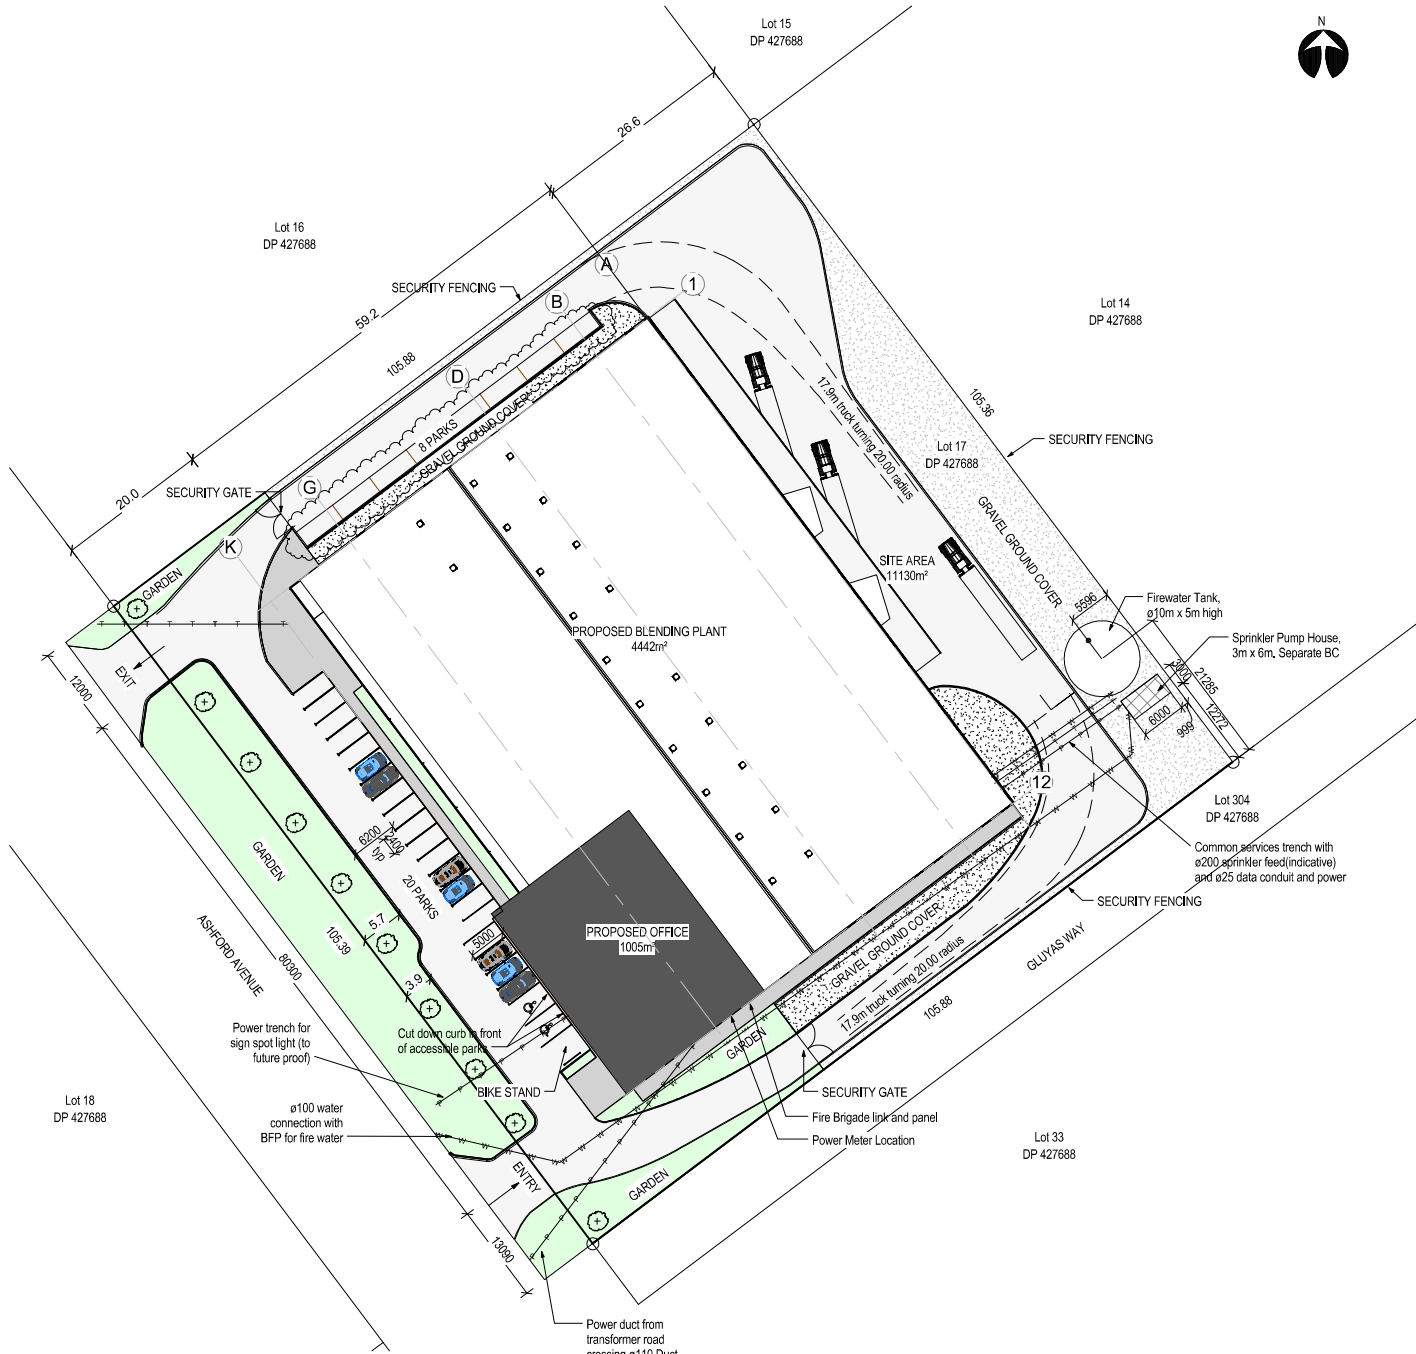 Lot 15
DP 427688
N
26.6
Lot 16
DP 427688
A
SECURITY FENCING
1
B
Lot 14
DP 427688
59.2
105.88
D
17.9m truck turning 20.00 radius
105.36
8 PARKS
GRAVEL GROUND COVER
SECURITY FENCING
Lot 17
DP 427688
20.0
SECURITY GATE
G
GRAVEL GROUND COVER
K
SITE AREA
11130m²
GARDEN
5596
Firewater Tank,
ø10m x 5m high
PROPOSED BLENDING PLANT
4442m²
Sprinkler Pump House,
3m x 6m. Separate BC
EXIT
12000
3000
21285
6000
999
12272
12
Lot 304
DP 427688
6200
typ
2400
GARDEN
Common services trench with
ø200 sprinkler feed(indicative)
and ø25 data conduit and power
20 PARKS
SECURITY FENCING
5.7
ASHFORD AVENUE
105.39
80300
5000
PROPOSED OFFICE
1005m²
GRAVEL GROUND COVER
GLUYAS WAY
3.9
17.9m truck turning 20.00 radius
105.88
Power trench for
sign spot light (to
future proof)
Cut down curb in front
of accessible parks
GARDEN
BIKE STAND
SECURITY GATE
Lot 18
DP 427688
ø100 water
connection with
BFP for fire water
Fire Brigade link and panel
Power Meter Location
Lot 33
DP 427688
ENTRY
GARDEN
13090
Power duct from
transformer road
crossing ø110 Duct